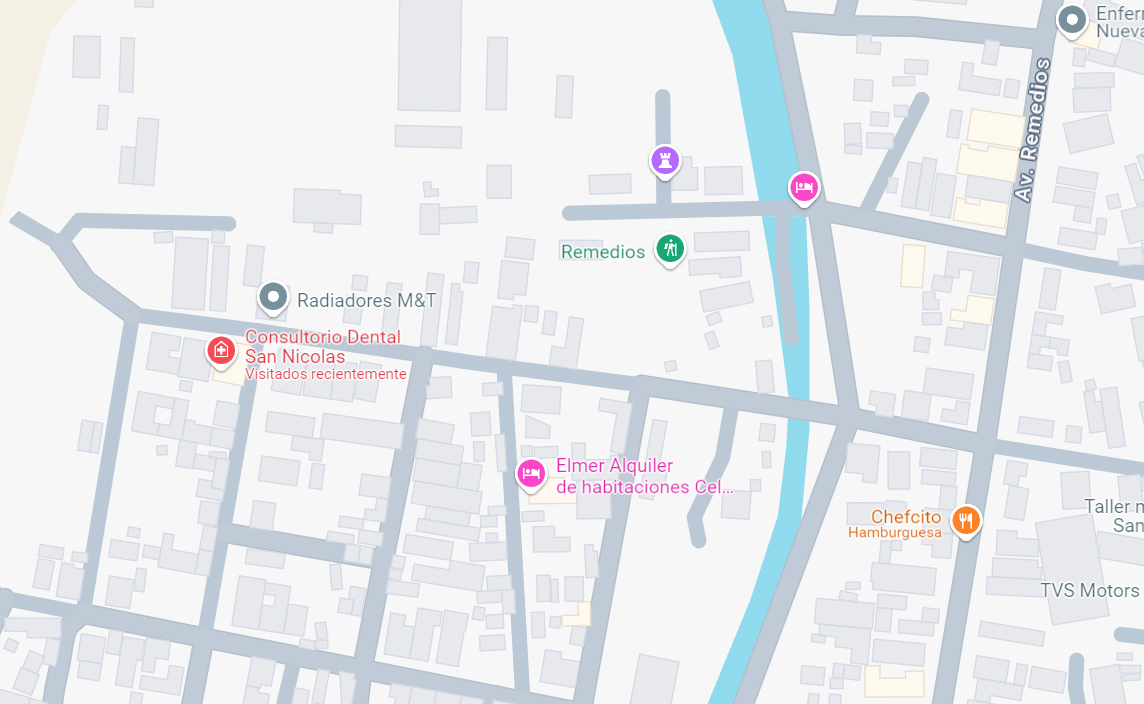 Enfer
Nueva
Av. Remedios
Remedios
Radiadores M&T
Consultorio Dental
San Nicolas
Visitados recientemente
Elmer Alquiler
de habitaciones Cel...
Chefcito
Hamburguesa
Taller m
San
TVS Motors